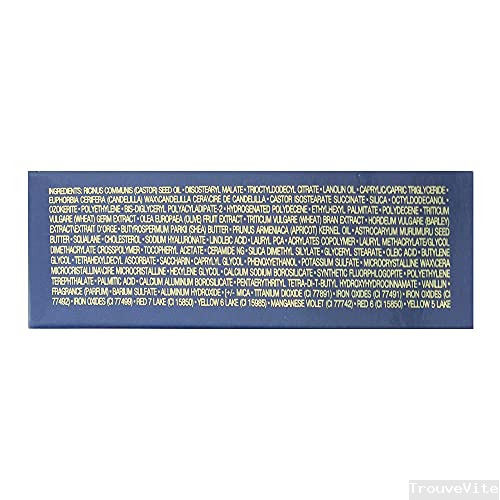 INGREDIENTS: RICINUS COMMUNIS (CASTOR) SEED OIL • DIISOSTEARYL MALATE • TRIOCTYLDODECYL CITRATE • LANOLIN OIL • CAPRYLIC/CAPRIC TRIGLYCERIDE •
EUPHORBIA CERIFERA (CANDELILLA) WAX\CANDELILLA CERA\CIRE DE CANDELILLA • CASTOR ISOSTEARATE SUCCINATE • SILICA • OCTYLDODECANOL •
OZOKERITE • POLYETHYLENE • BIS-DIGLYCERYL POLYACYLADIPATE-2 • HYDROGENATED POLYDECENE • ETHYLHEXYL PALMITATE • POLYDECENE • TRITICUM
VULGARE (WHEAT) GERM EXTRACT • OLEA EUROPAEA (OLIVE) FRUIT EXTRACT • TRITICUM VULGARE (WHEAT) BRAN EXTRACT • HORDEUM VULGARE (BARLEY)
EXTRACT\EXTRAIT D'ORGE • BUTYROSPERMUM PARKII (SHEA) BUTTER • PRUNUS ARMENIACA (APRICOT) KERNEL OIL • ASTROCARYUM MURUMURU SEED
BUTTER • SQUALANE • CHOLESTEROL • SODIUM HYALURONATE • LINOLEIC ACID • LAURYL PCA • ACRYLATES COPOLYMER • LAURYL METHACRYLATE/GLYCOL
DIMETHACRYLATE CROSSPOLYMER • TOCOPHERYL ACETATE • CERAMIDE NG • SILICA DIMETHYL SILYLATE • GLYCERYL STEARATE • OLEIC ACID • BUTYLENE
GLYCOL • TETRAHEXYLDECYL ASCORBATE • SACCHARIN • CAPRYLYL GLYCOL • PHENOXYETHANOL • POTASSIUM SULFATE • MICROCRYSTALLINE WAX\CERA
MICROCRISTALLINA\CIRE MICROCRISTALLINE • HEXYLENE GLYCOL • CALCIUM SODIUM BOROSILICATE • SYNTHETIC FLUORPHLOGOPITE • POLYETHYLENE
TEREPHTHALATE • PALMITIC ACID • CALCIUM ALUMINUM BOROSILICATE • PENTAERYTHRITYL TETRA-DI-T-BUTYL HYDROXYHYDROCINNAMATE • VANILLIN •
FRAGRANCE (PARFUM) • BARIUM SULFATE • ALUMINUM HYDROXIDE • [+/- MICA • TITANIUM DIOXIDE (CI 77891) • IRON OXIDES (CI 77491) • IRON OXIDES (CI
77492) • IRON OXIDES (CI 77499) • RED 7 LAKE (CI 15850) • YELLOW 6 LAKE (CI 15985) • MANGANESE VIOLET (CI 77742) • RED 6 (CI 15850) • YELLOW 5 LAKE
TrouveVite